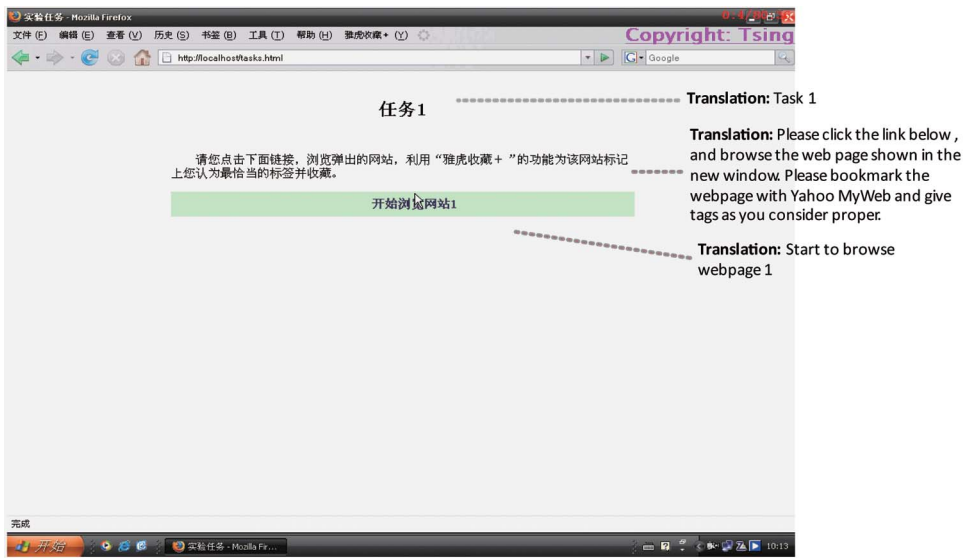 实验任务 - Mozilla Firefox
文件(F) 编辑(E) 查看(V) 历史(S) 书签(B) 工具(T) 帮助(H) 雅虎收藏+(Y)
Copyright: Tsing
http://localhost/tasks.html
Google
任务1
Translation: Task 1
请您点击下面链接，浏览弹出的网站，利用“雅虎收藏+ ”的功能为该网站标记
上您认为最恰当的标签并收藏。
Translation: Please click the link below ,
and browse the web page shown in the
new window. Please bookmark the
webpage with Yahoo MyWeb and give
tags as you consider proper.
开始浏览网站1
Translation: Start to browse
webpage 1
完成
开始
实验任务 - Mozilla Fir...
10:13